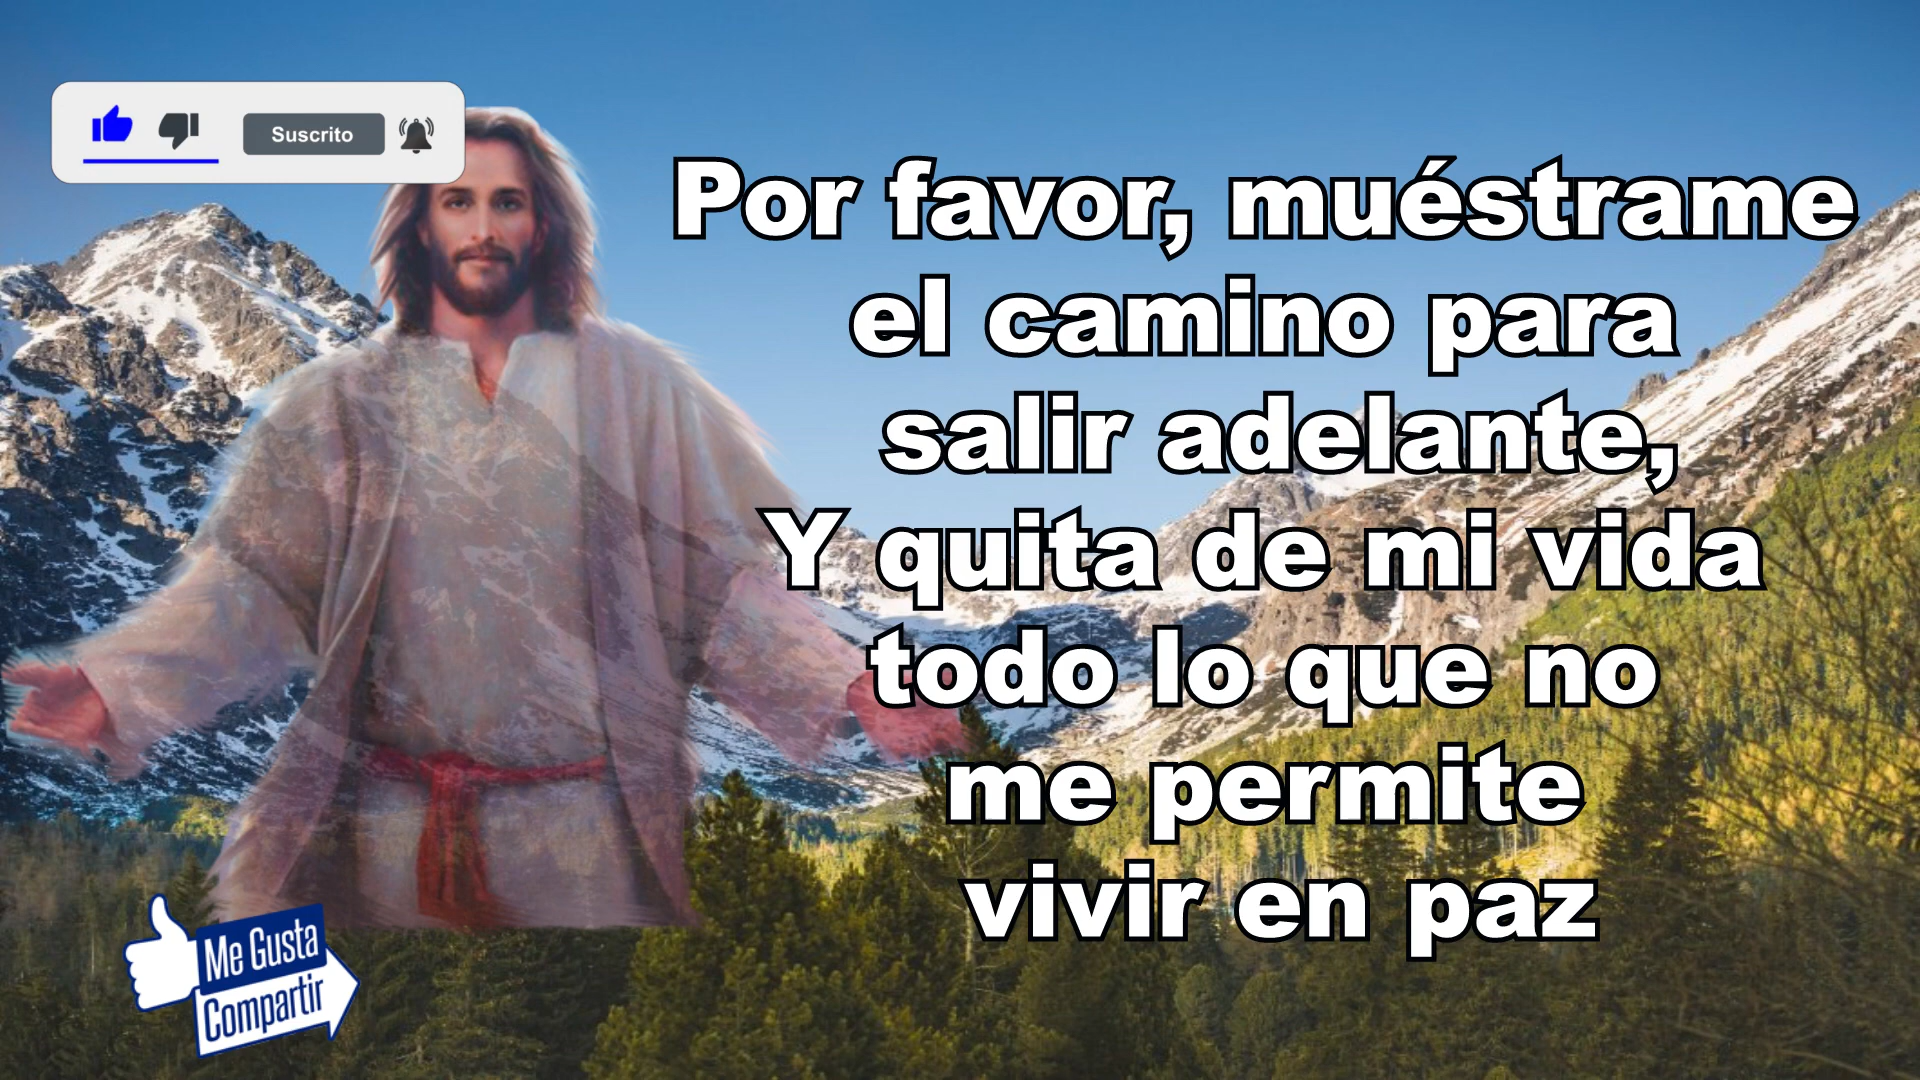 Suscrito
Por favor, muéstrame
el camino para
salir adelante,
Y quita de mi vida
todo lo que no
me permite
vivir en paz
Me Gusta
Compartir